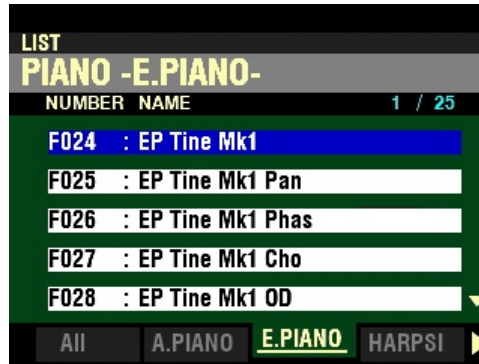 LIST
PIANO -E.PIANO-
NUMBER NAME 1 / 25
F024 : EP Tine Mk1
F025 : EP Tine Mk1 Pan
F026 : EP Tine Mk1 Phas
F027 : EP Tine Mk1 Cho
F028 : EP Tine Mk1 OD
All A.PIANO E.PIANO HARPSI